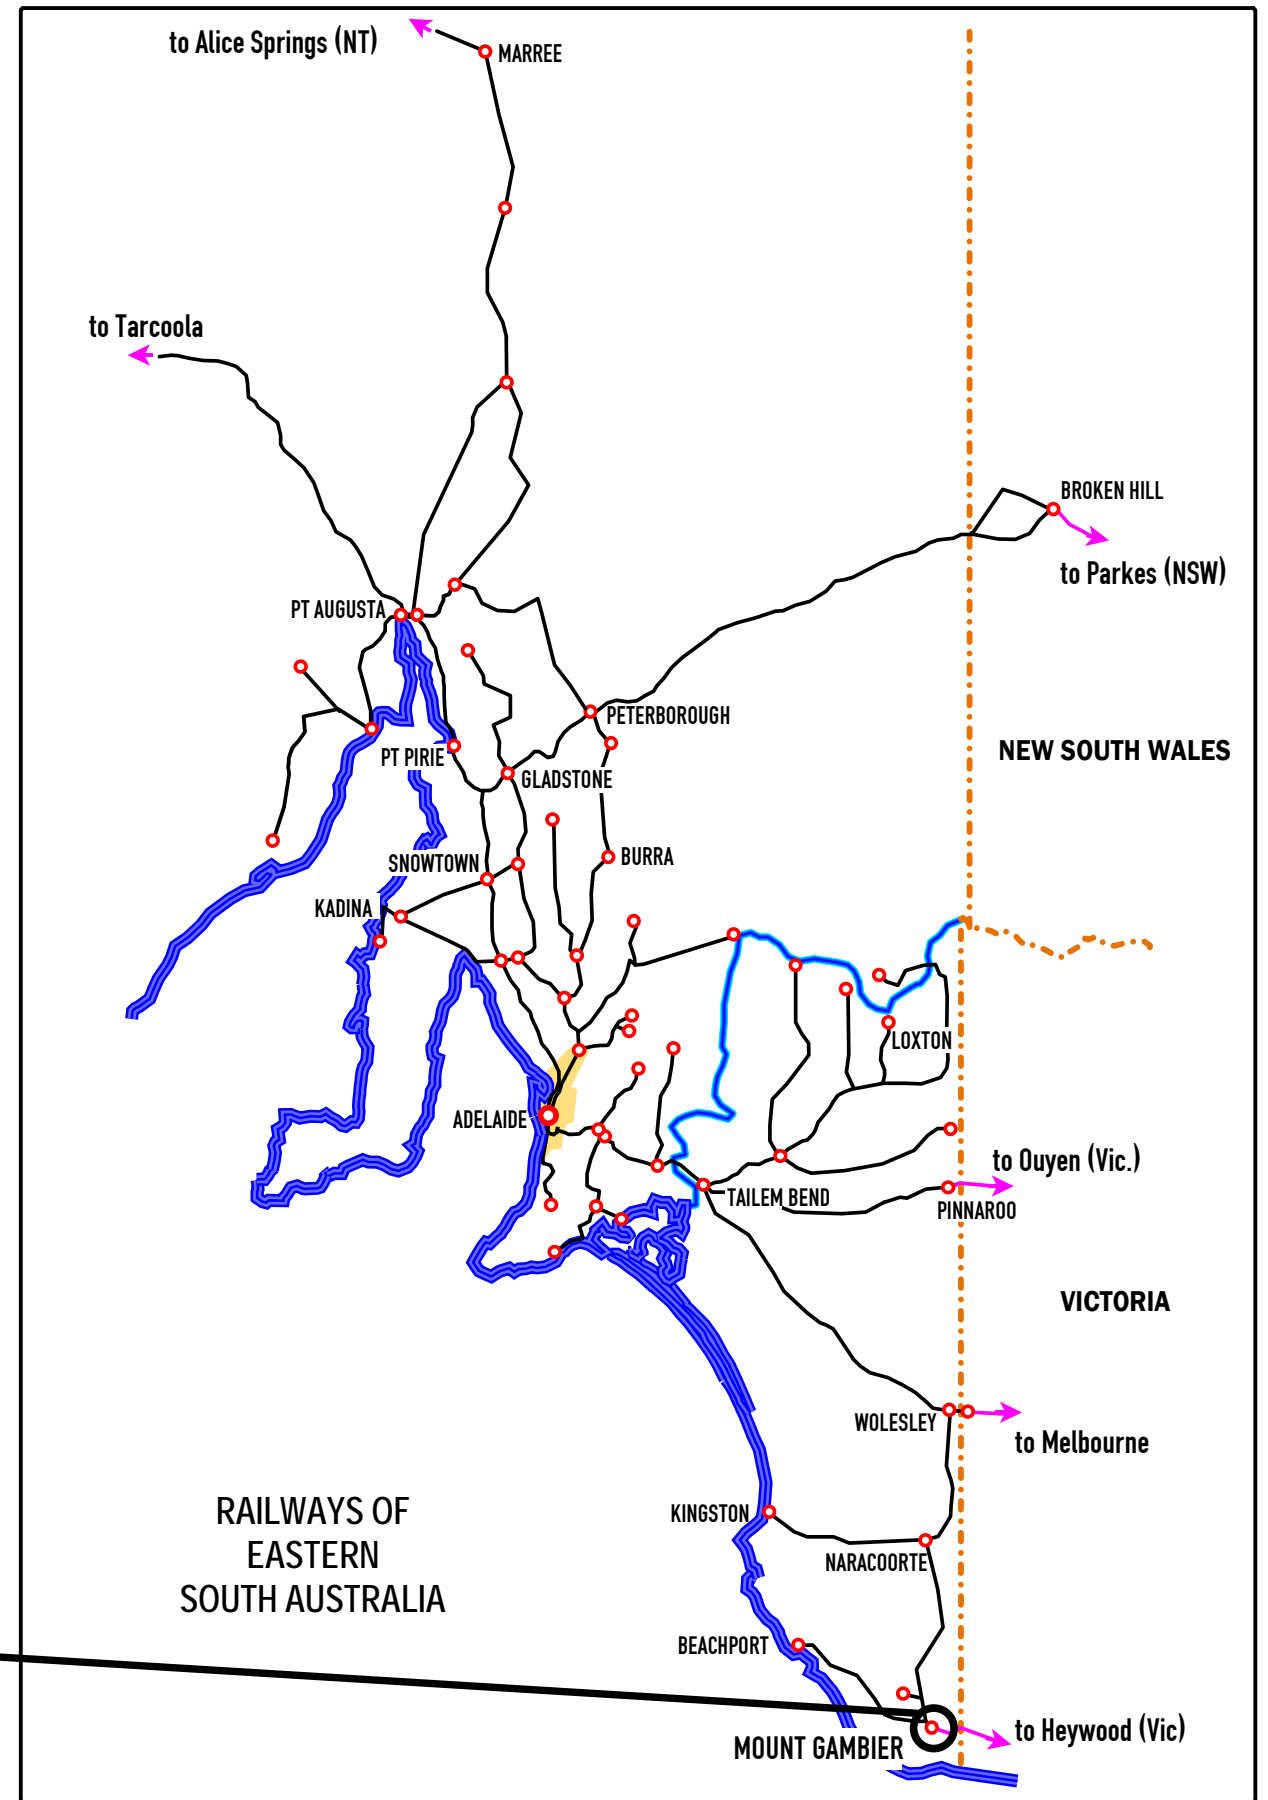 to Alice Springs (NT)
MARREE
to Tarcoola
BROKEN HILL
to Parkes (NSW)
PT AUGUSTA
PETERBOROUGH
NEW SOUTH WALES
PT PIRIE
GLADSTONE
SNOWTOWN
BURRA
KADINA
LOXTON
ADELAIDE
to Ouyen (Vic.)
TAILEM BEND
PINNAROO
VICTORIA
WOLESLEY
to Melbourne
RAILWAYS OF
EASTERN
SOUTH AUSTRALIA
KINGSTON
NARACOORTE
BEACHPORT
to Heywood (Vic)
MOUNT GAMBIER